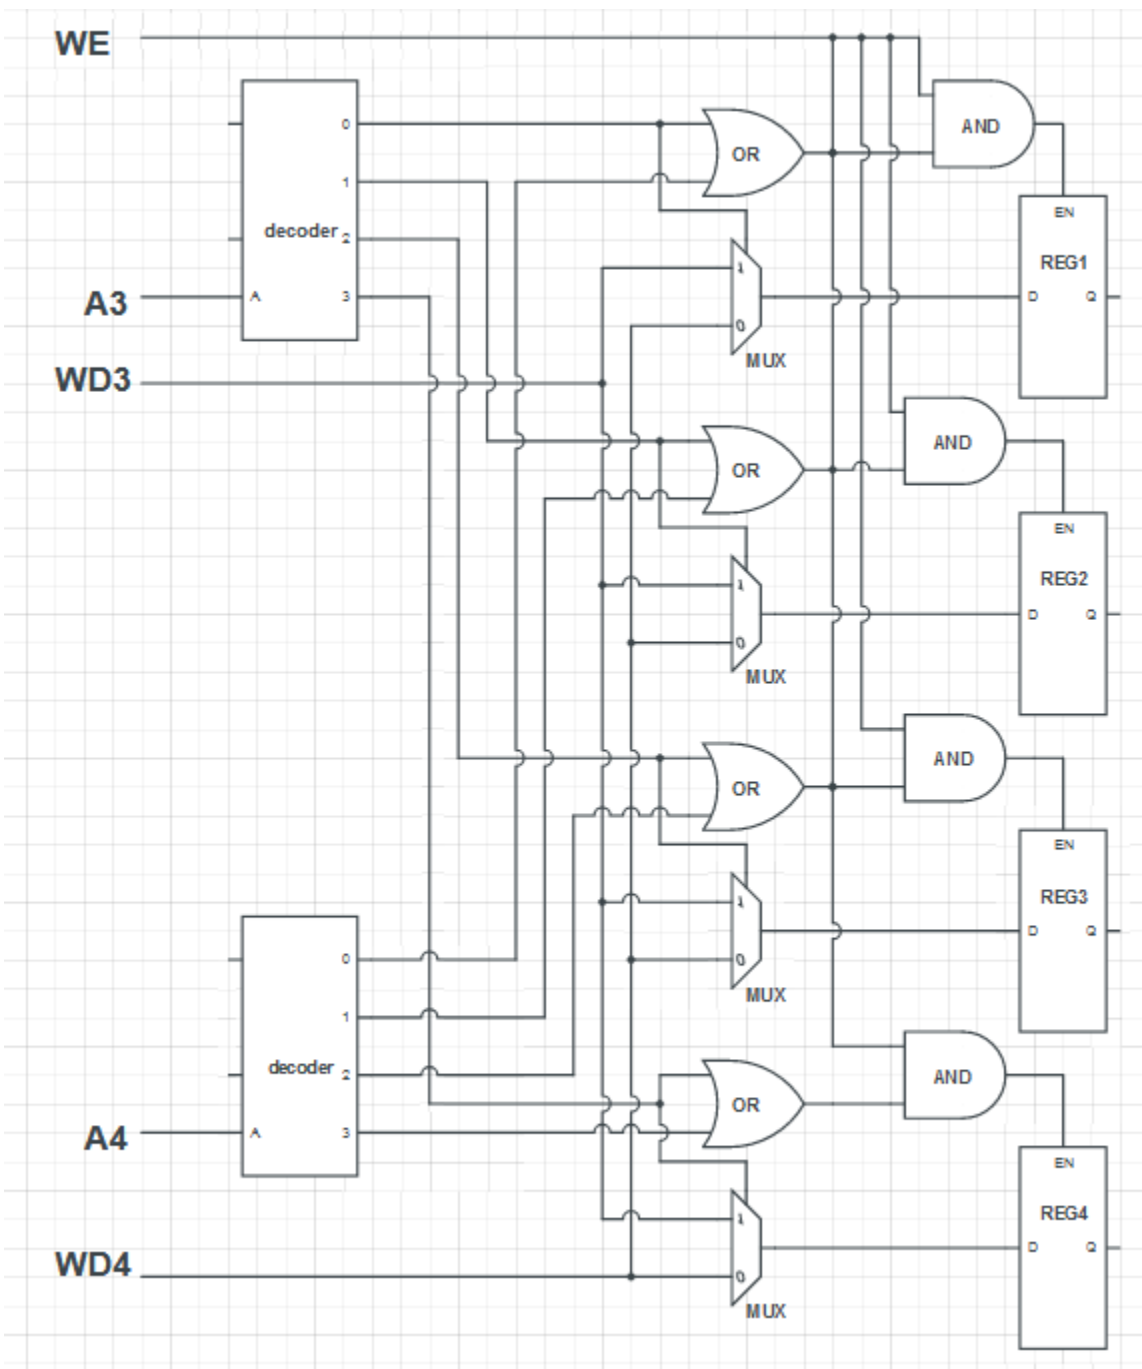 WE
0
AND
OR
1
EN
decoder 2
REG1
1
A3
A
3
D
Q
0
MUX
WD3
AND
OR
EN
REG2
1
D
Q
0
MUX
AND
OR
EN
REG3
1
D
Q
0
0
MUX
1
decoder 2
AND
OR
A4
A
3
EN
REG4
1
D
Q
WD4
0
MUX